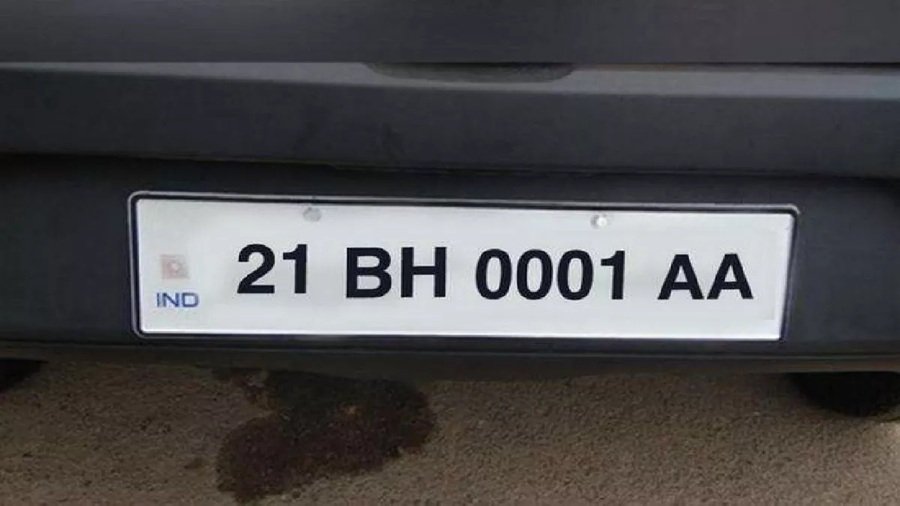 IND 21 BH 0001 AA